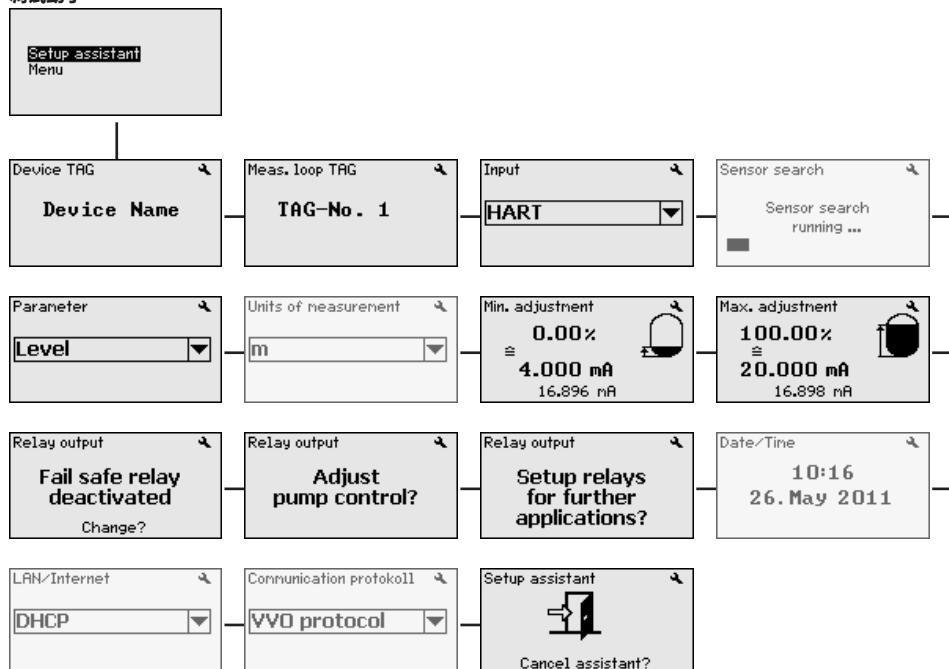 Setup assistant
Menu
Device TAG
Device Name
Meas. loop TAG
TAG-No. 1
Input
HART
Sensor search
Sensor search
running ...
Parameter
Level
Units of measurement
m
Min. adjustment
0.00%
≙
4.000 mA
16.896 mA
Max. adjustment
100.00%
≙
20.000 mA
16.898 mA
Relay output
Fail safe relay
deactivated
Change?
Relay output
Adjust
pump control?
Relay output
Setup relays
for further
applications?
Date/Time
10:16
26. May 2011
LAN/Internet
DHCP
Communication protokoll
VVO protocol
Setup assistant
Cancel assistant?